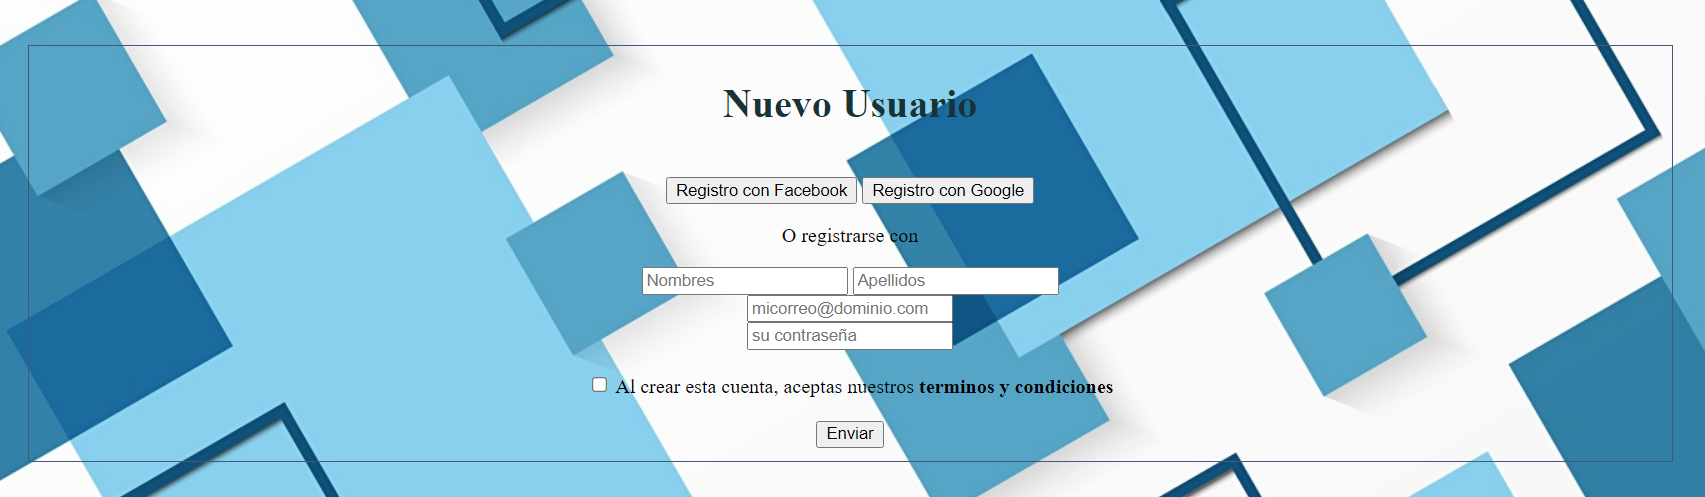 Nuevo Usuario
Registro con Facebook Registro con Google
O registrarse con
Nombres Apellidos
micorreo@dominio.com
su contraseña
Al crear esta cuenta, aceptas nuestros terminos y condiciones
Enviar